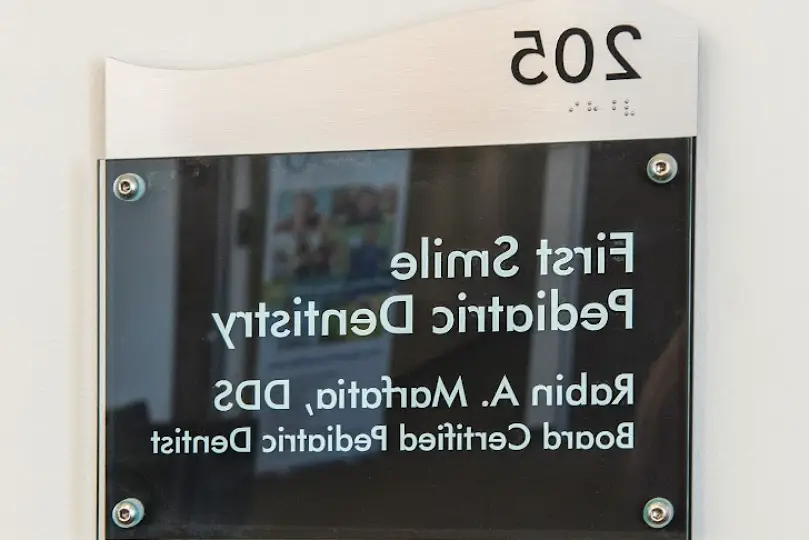 205
First Smile
Pediatric Dentistry
Rabin A. Marfatia, DDS
Board Certified Pediatric Dentist